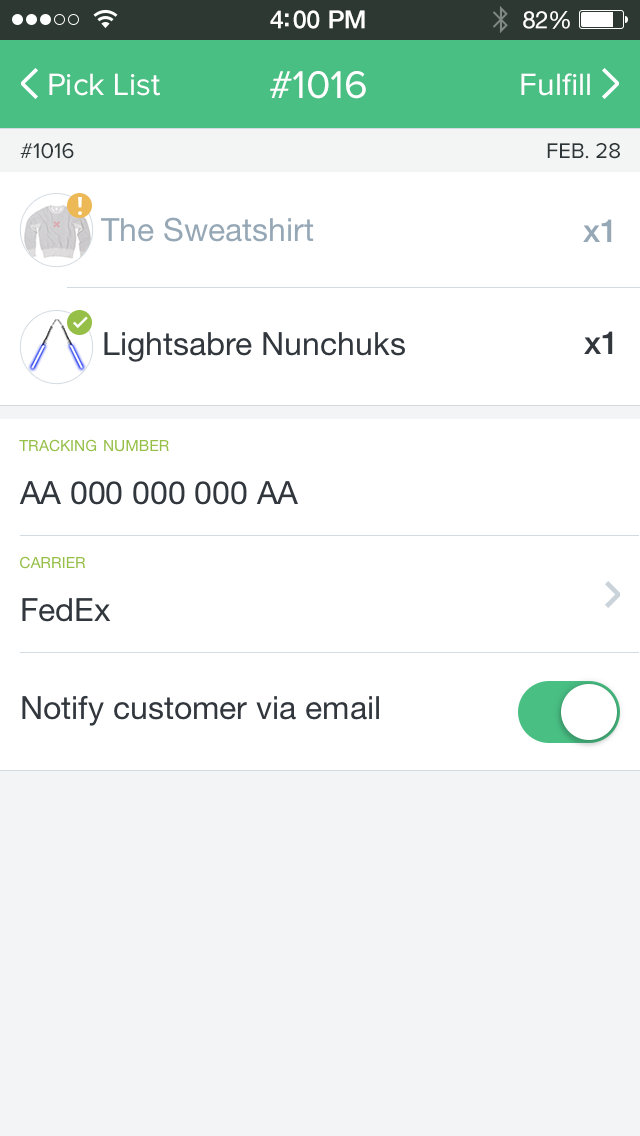 4:00 PM 82%
Pick List #1016 Fulfill
#1016 FEB. 28
The Sweatshirt x1
Lightsabre Nunchuks x1
TRACKING NUMBER
AA 000 000 000 AA
CARRIER
FedEx
Notify customer via email